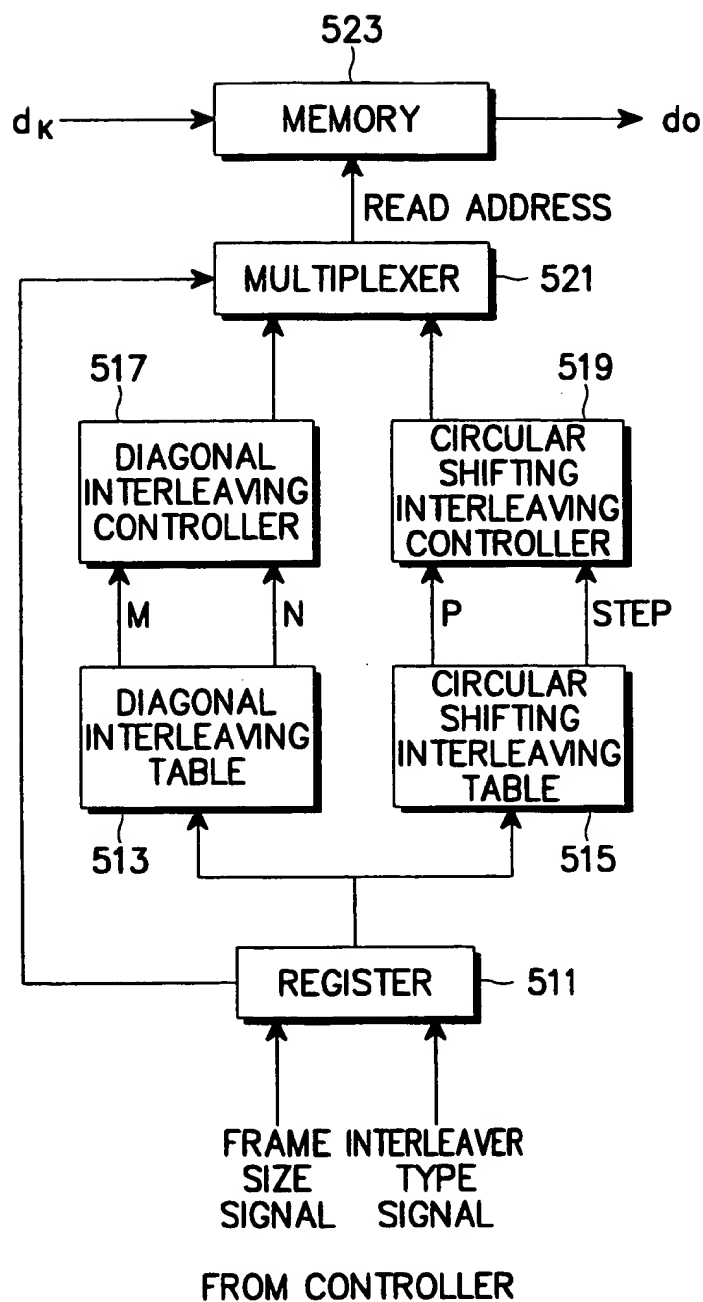 523
dK
MEMORY
do
READ ADDRESS
MULTIPLEXER
521
517
519
DIAGONAL
INTERLEAVING
CONTROLLER
CIRCULAR
SHIFTING
INTERLEAVING
CONTROLLER
M
N
P
STEP
DIAGONAL
INTERLEAVING
TABLE
CIRCULAR
SHIFTING
INTERLEAVING
TABLE
513
515
REGISTER
511
FRAME
SIZE
SIGNAL
INTERLEAVER
TYPE
SIGNAL
FROM CONTROLLER